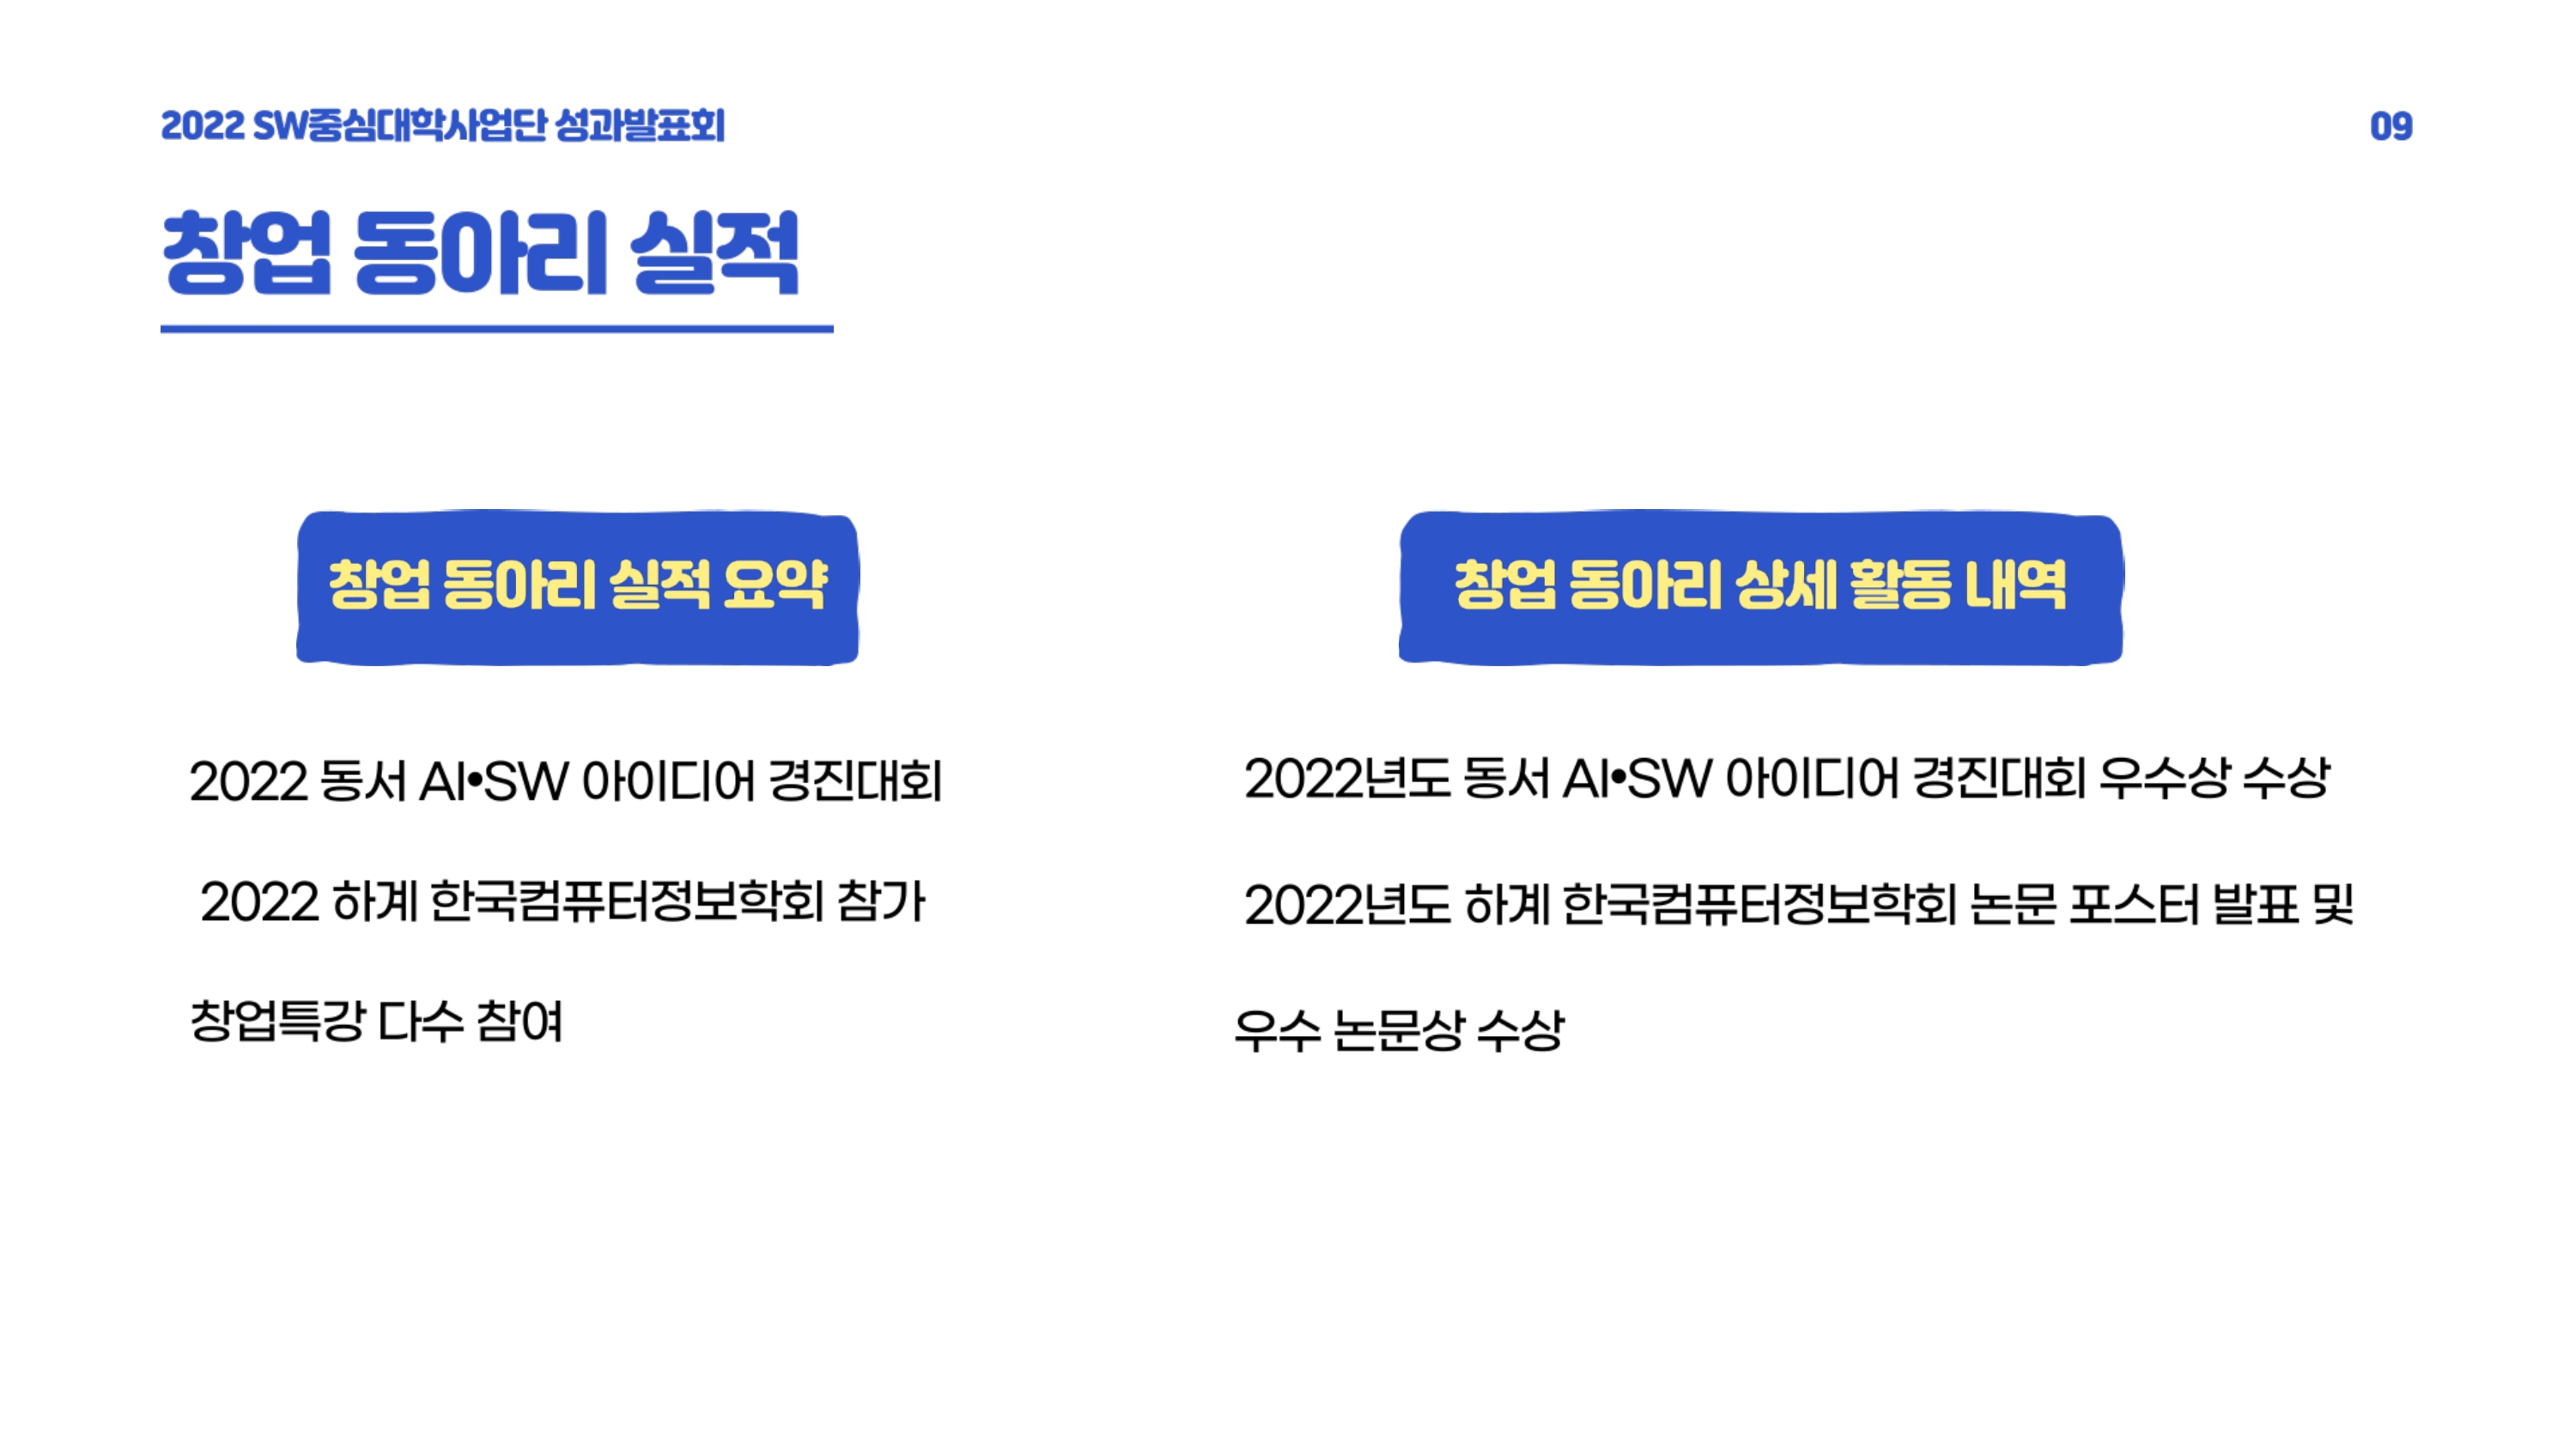 2022 SW중심대학사업단 성과발표회
09
창업 동아리 실적
창업 동아리 실적 요약
2022 동서 AI•SW 아이디어 경진대회
2022 하계 한국컴퓨터정보학회 참가
창업특강 다수 참여
창업 동아리 상세 활동 내역
2022년도 동서 AI•SW 아이디어 경진대회 우수상 수상
2022년도 하계 한국컴퓨터정보학회 논문 포스터 발표 및
우수 논문상 수상